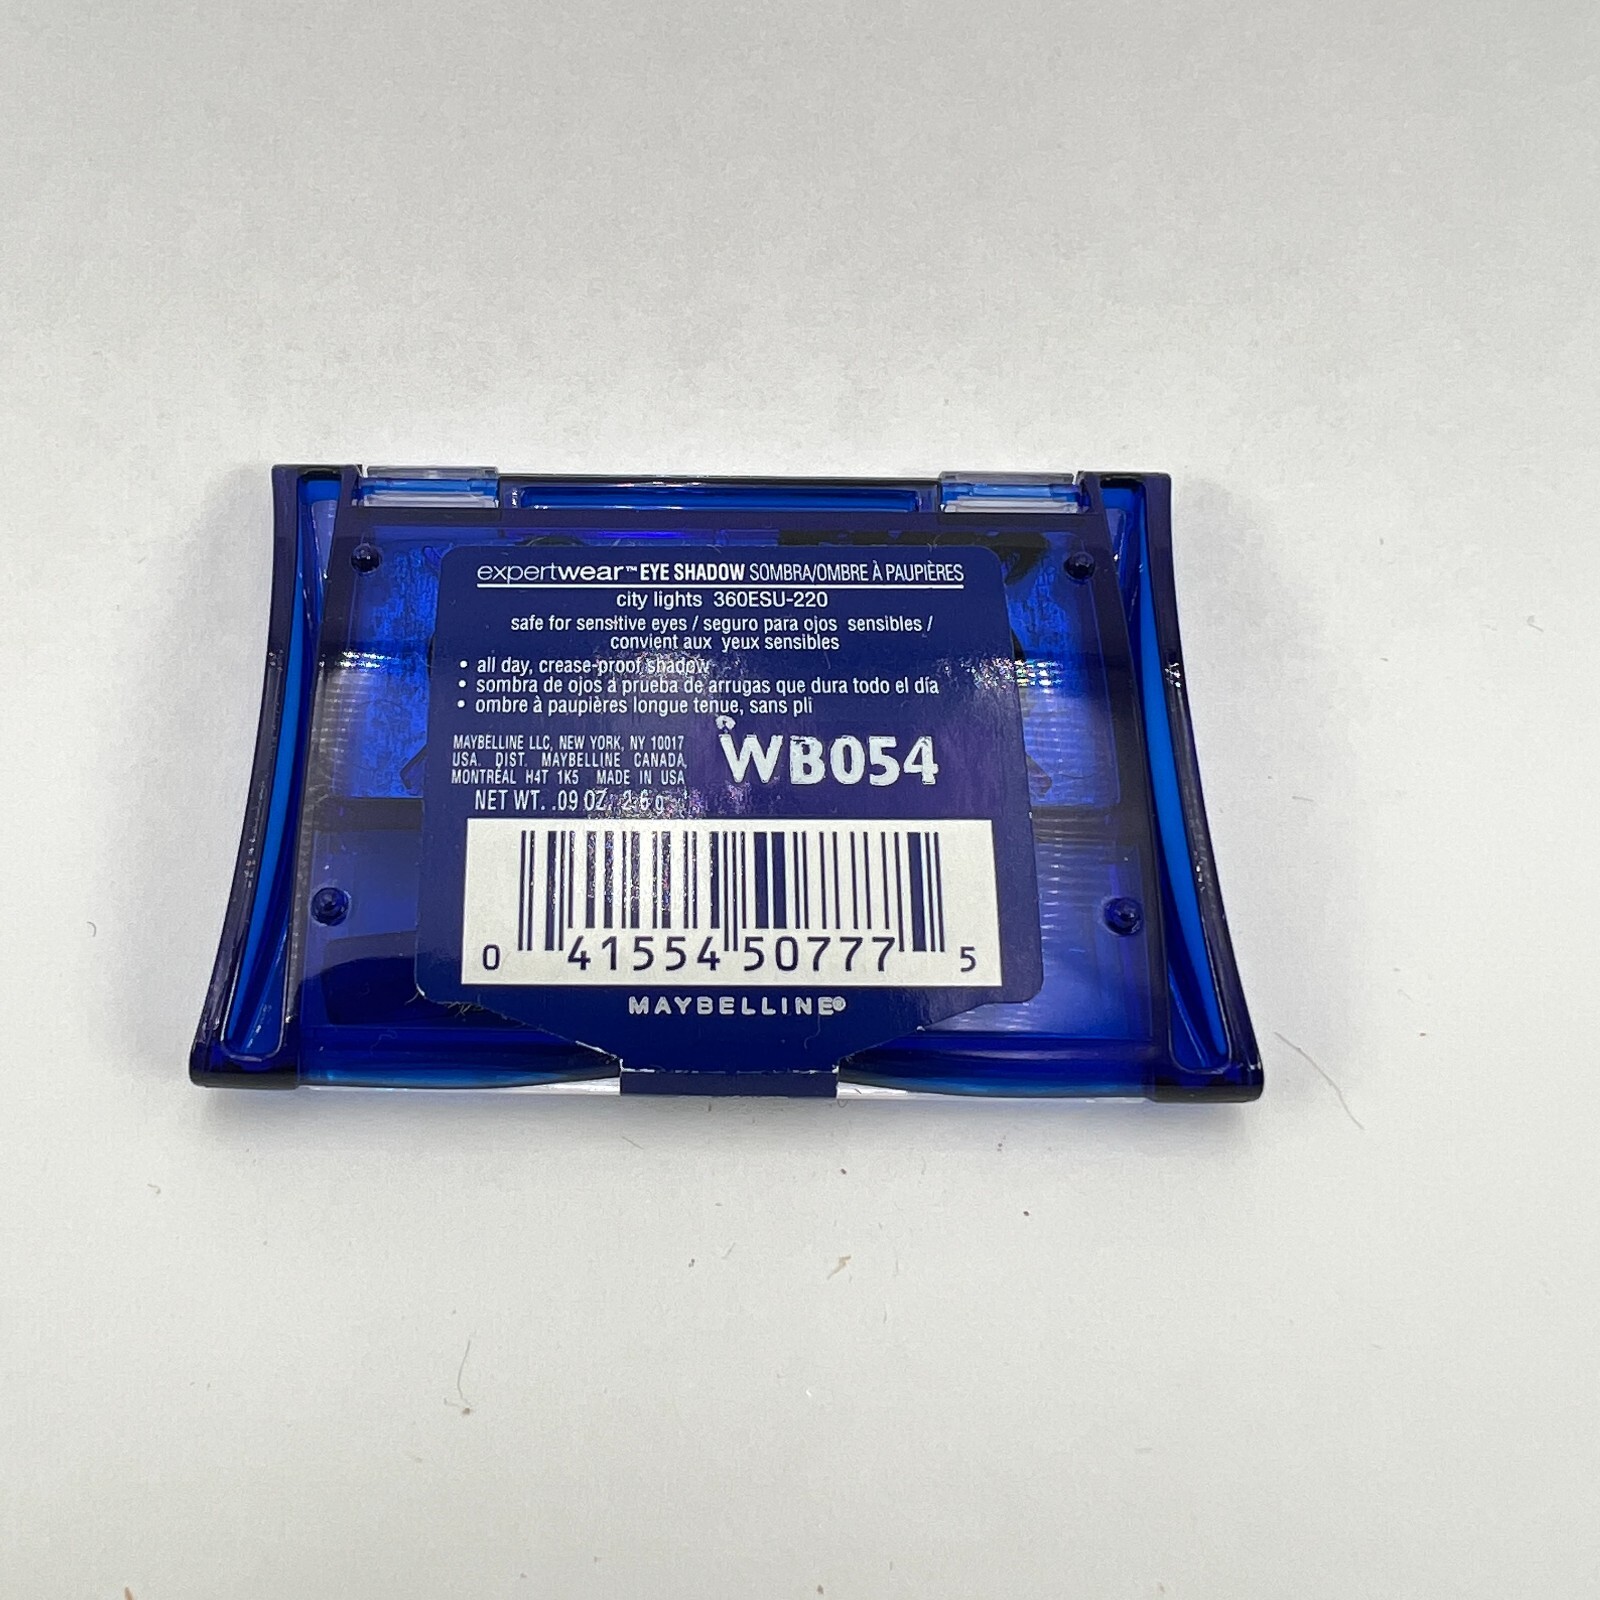 expertwear™ EYE SHADOW SOMBRA/OMBRE À PAUPIÈRES
city lights 360ESU-220
safe for sensitive eyes / seguro para ojos sensibles /
convient aux yeux sensibles
• all day, crease-proof shadow
• sombra de ojos a prueba de arrugas que dura todo el día
• ombre à paupières longue tenue, sans pli
MAYBELLINE LLC, NEW YORK, NY 10017
USA. DIST. MAYBELLINE CANADA,
MONTRÉAL H4T 1K5 MADE IN USA
NET WT. .09 OZ. 2.6 g
WB054
0 41554 50777 5
MAYBELLINE®